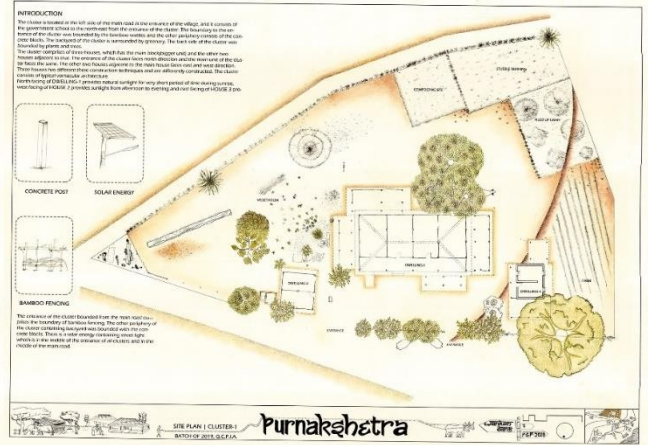 INTRODUCTION
The cluster is located at the left side of the main road in the entrance of the village, and it consists of
the government school to the north-east from the entrance of the cluster. The boundary to the en-
trance of the cluster was bounded by the bamboo wattles and the other periphery consists of the con-
crete blocks. The backyard of the cluster is surrounded by greenery. The back side of the cluster was
bounded by plants and trees.
The cluster comprises of three houses, which has the main block(bigger unit) and the other two
houses adjacent to that. The entrance of the cluster faces north direction and the main unit of the clus-
ter faces the same. The other two houses adjacent to the main house faces east and west direction.
Three houses has different three construction techniques and are differently constructed. The cluster
consists of typical vernacular architecture.
North facing of DWELLING-1 provides natural sunlight for very short period of time during sunrise,
west facing of HOUSE 2 provides sunlight from afternoon to evening and east facing of HOUSE 3 pro-
CONCRETE POST
SOLAR ENERGY
BAMBOO FENCING
The entrance of the cluster bounded from the main road
the boundary of bamboo fencing. The other periphery of
the cluster containing backyard was bounded with the con-
crete blocks. There is a solar energy containing street light
which is in the middle of the entrance of all clusters and in the
middle of the main road.
DWELLING-1
ENTRANCE
ENTRANCE
SITE PLAN | CLUSTER-1
BATCH OF 2019, G.C.F.I.A.
Purnakshetra